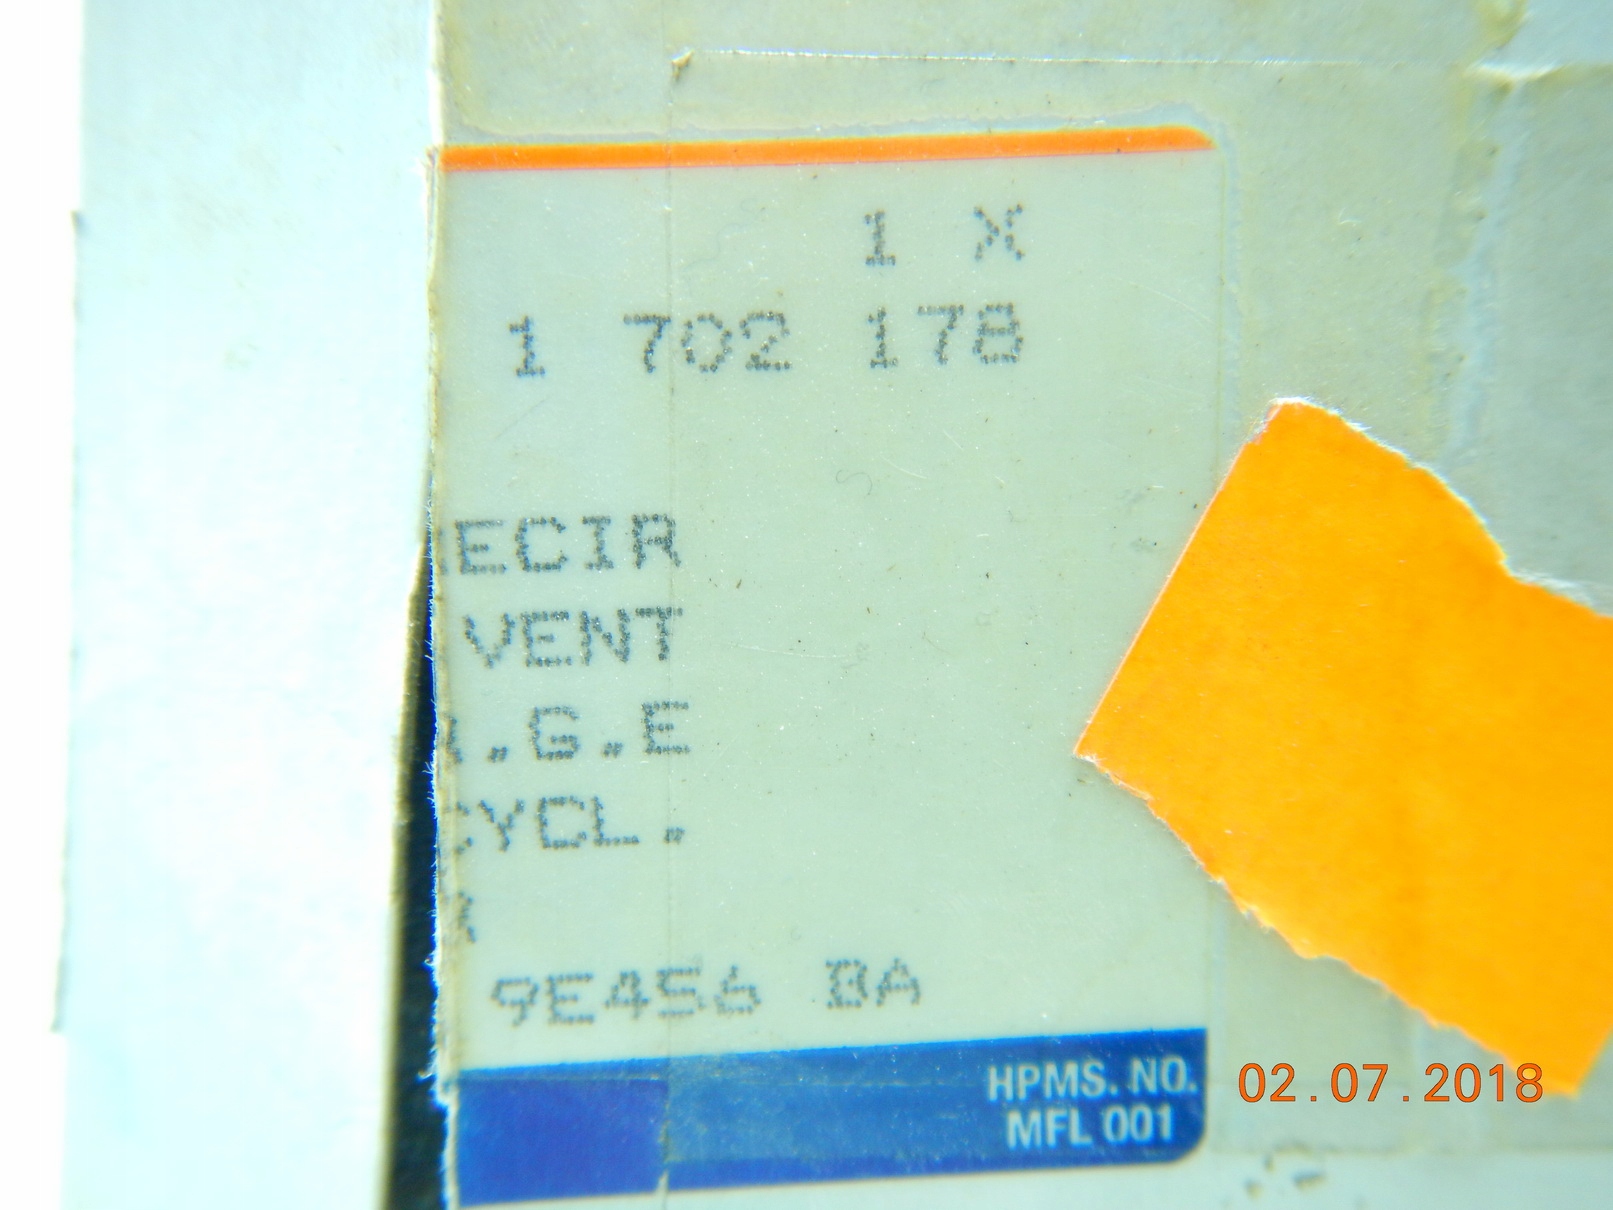 1 X
1 702 178
ECIR
VENT
.G.E
CYCL.
9E456 BA
HPMS. NO.
MFL 001
02.07.2018